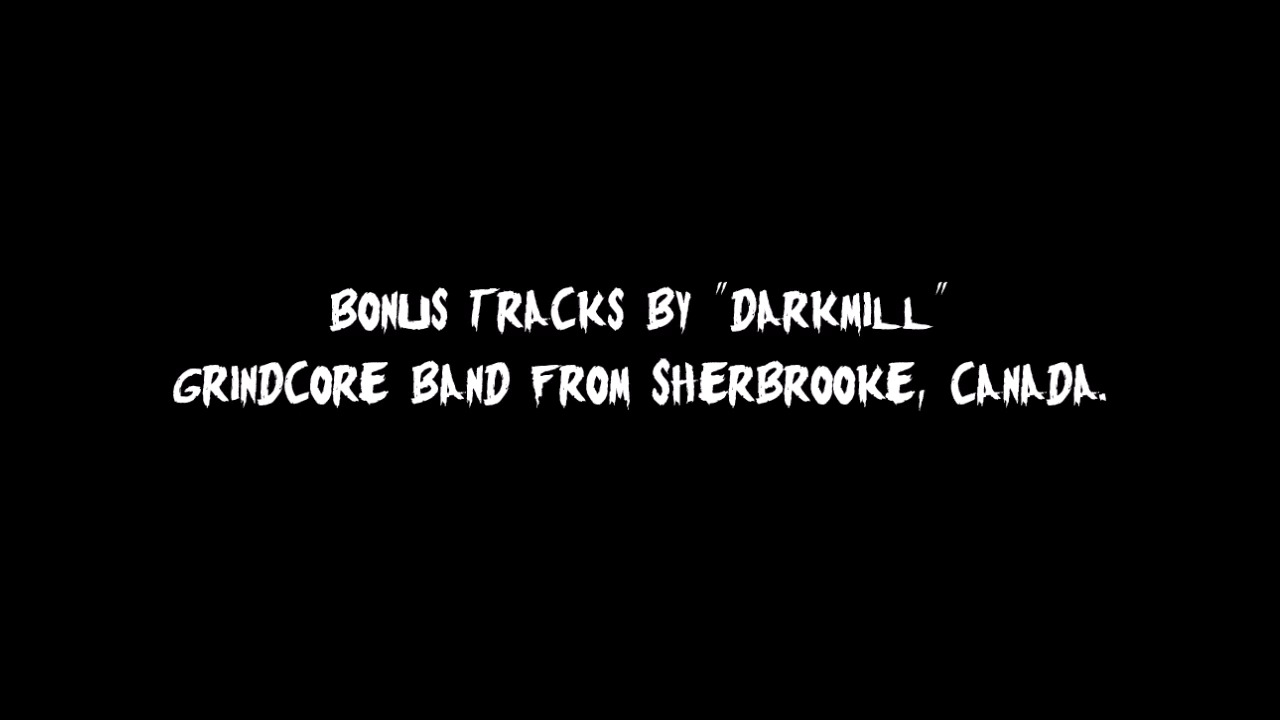 BONUS TRACKS BY "DARKMILL"
GRINDCORE BAND FROM SHERBROOKE, CANADA.